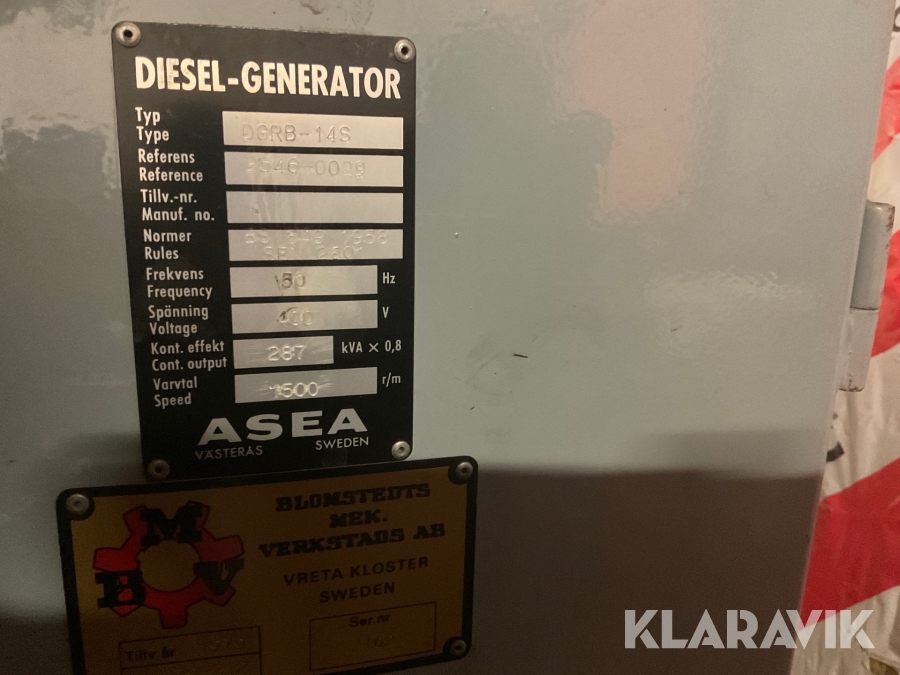 DIESEL-GENERATOR
Typ
Type DGRB-14S
Referens
Reference
Tillv.-nr.
Manuf. no.
Normer
Rules
Frekvens
Frequency 50 Hz
Spänning
Voltage 400 V
Kont. effekt
Cont. output 287 kVA × 0,8
Varvtal
Speed 1500 r/m
ASEA
VÄSTERÅS SWEDEN
BMV
BLOMSTEDTS
MEK.
VERKSTADS AB
VRETA KLOSTER
SWEDEN
Tillv.år
Ser.nr
KLARAVIK